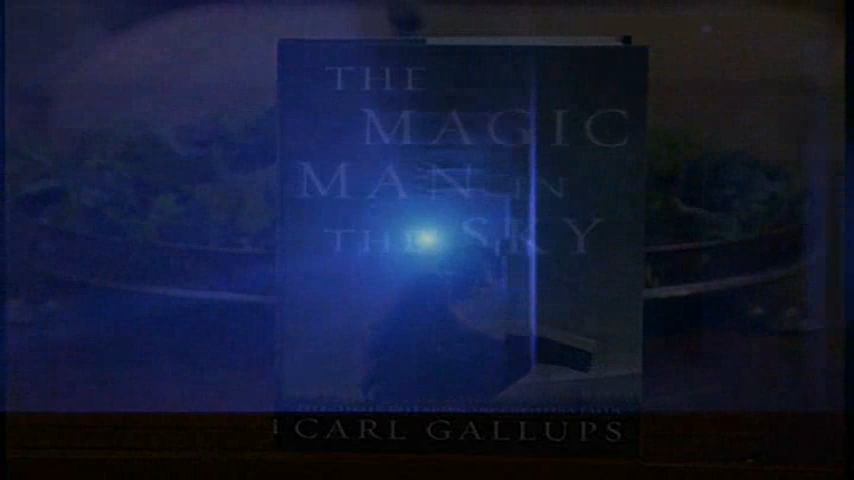 THE
MAGIC
MAN IN
THE SKY
CARL GALLUPS